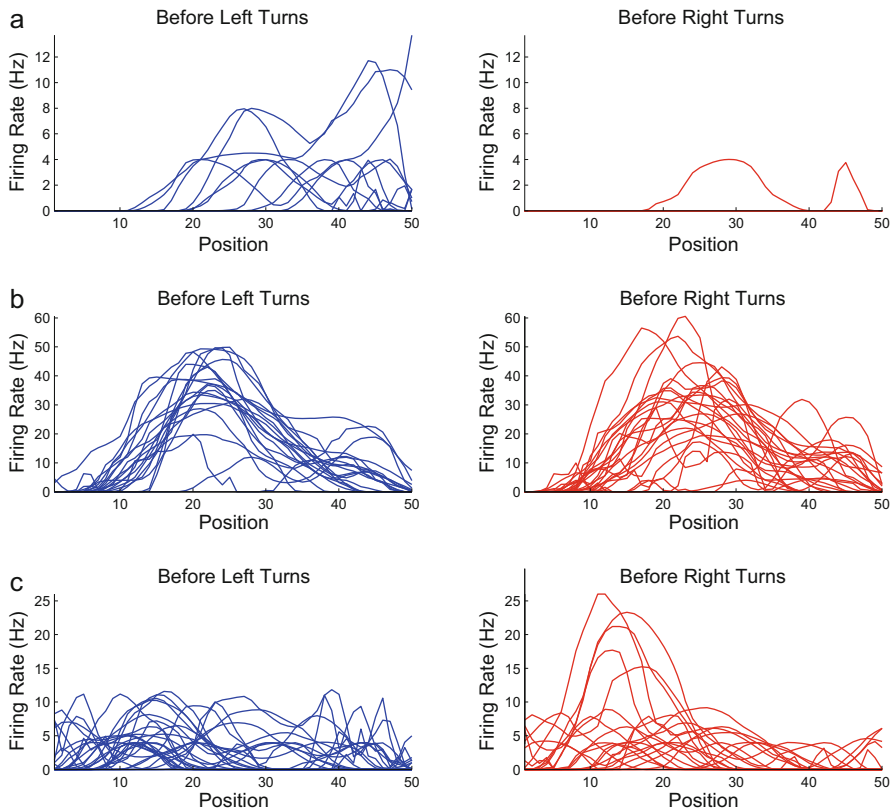 a
Before Left Turns
Before Right Turns
Firing Rate (Hz)
12
10
8
6
4
2
0
10 20 30 40 50
Position
Firing Rate (Hz)
12
10
8
6
4
2
0
10 20 30 40 50
Position
b
Before Left Turns
Before Right Turns
Firing Rate (Hz)
60
50
40
30
20
10
0
10 20 30 40 50
Position
Firing Rate (Hz)
60
50
40
30
20
10
0
10 20 30 40 50
Position
c
Before Left Turns
Before Right Turns
Firing Rate (Hz)
25
20
15
10
5
0
10 20 30 40 50
Position
Firing Rate (Hz)
25
20
15
10
5
0
10 20 30 40 50
Position